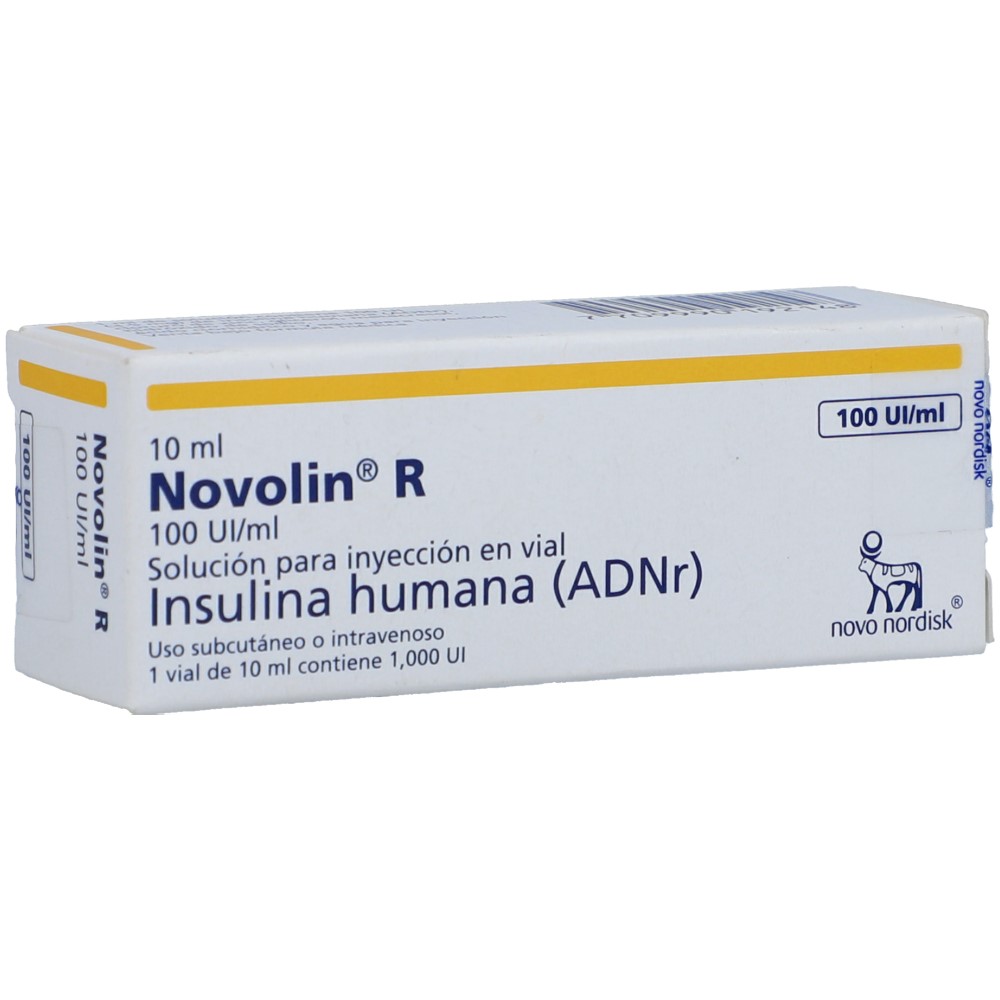 10 ml
Novolin® R
100 UI/ml
Solución para inyección en vial
Insulina humana (ADNr)
Uso subcutáneo o intravenoso
1 vial de 10 ml contiene 1,000 UI
100 UI/ml
novo nordisk®
Novolin® R
100 UI/ml
100 UI/ml
novo nordisk®